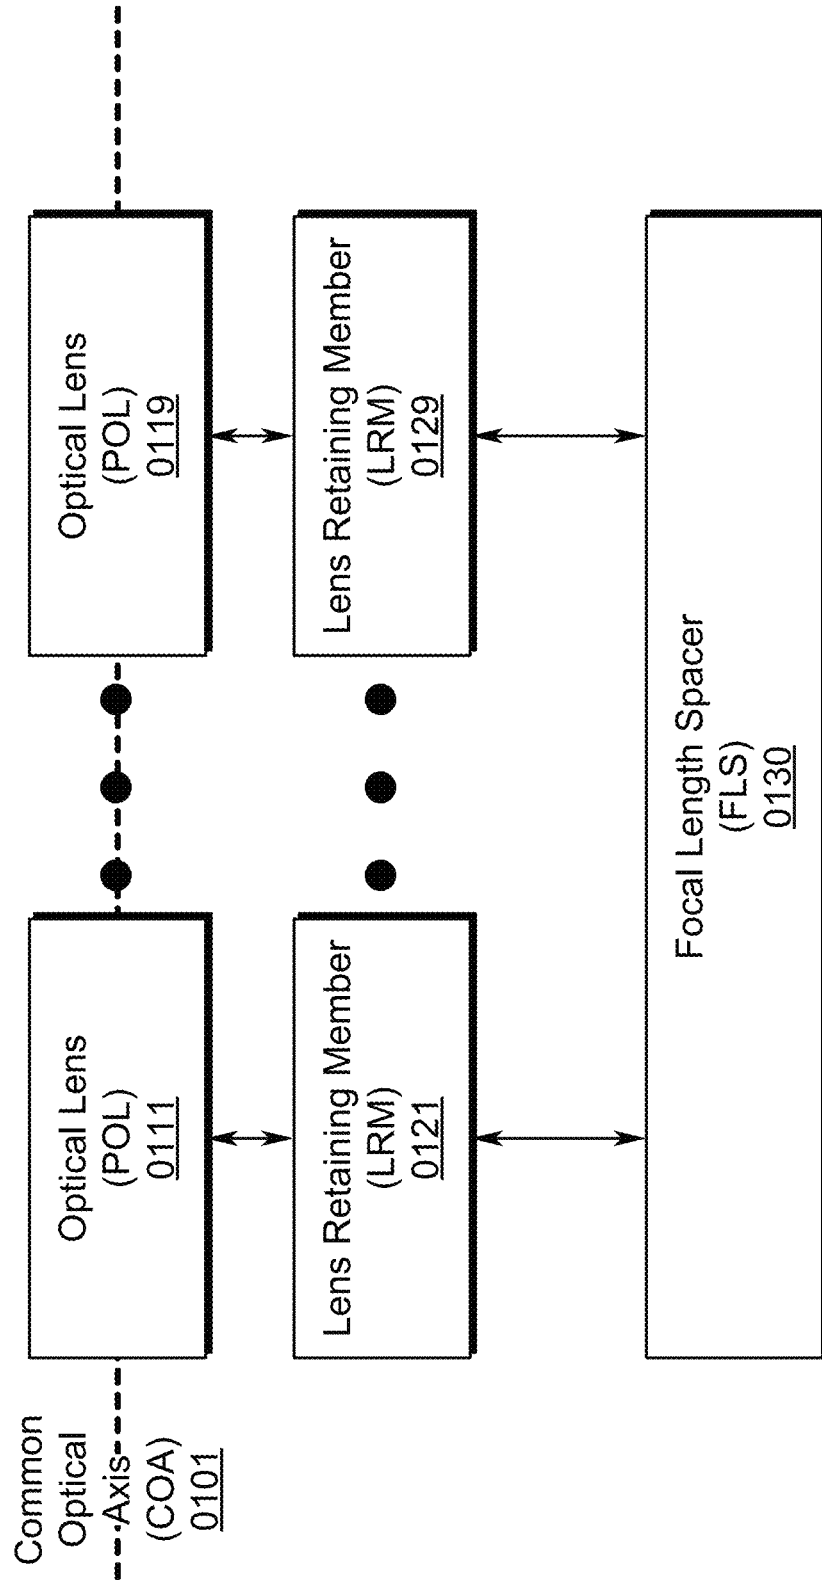 Common
Optical
Axis
(COA)
0101
Optical Lens
(POL)
0111
Optical Lens
(POL)
0119
Lens Retaining Member
(LRM)
0121
Lens Retaining Member
(LRM)
0129
Focal Length Spacer
(FLS)
0130